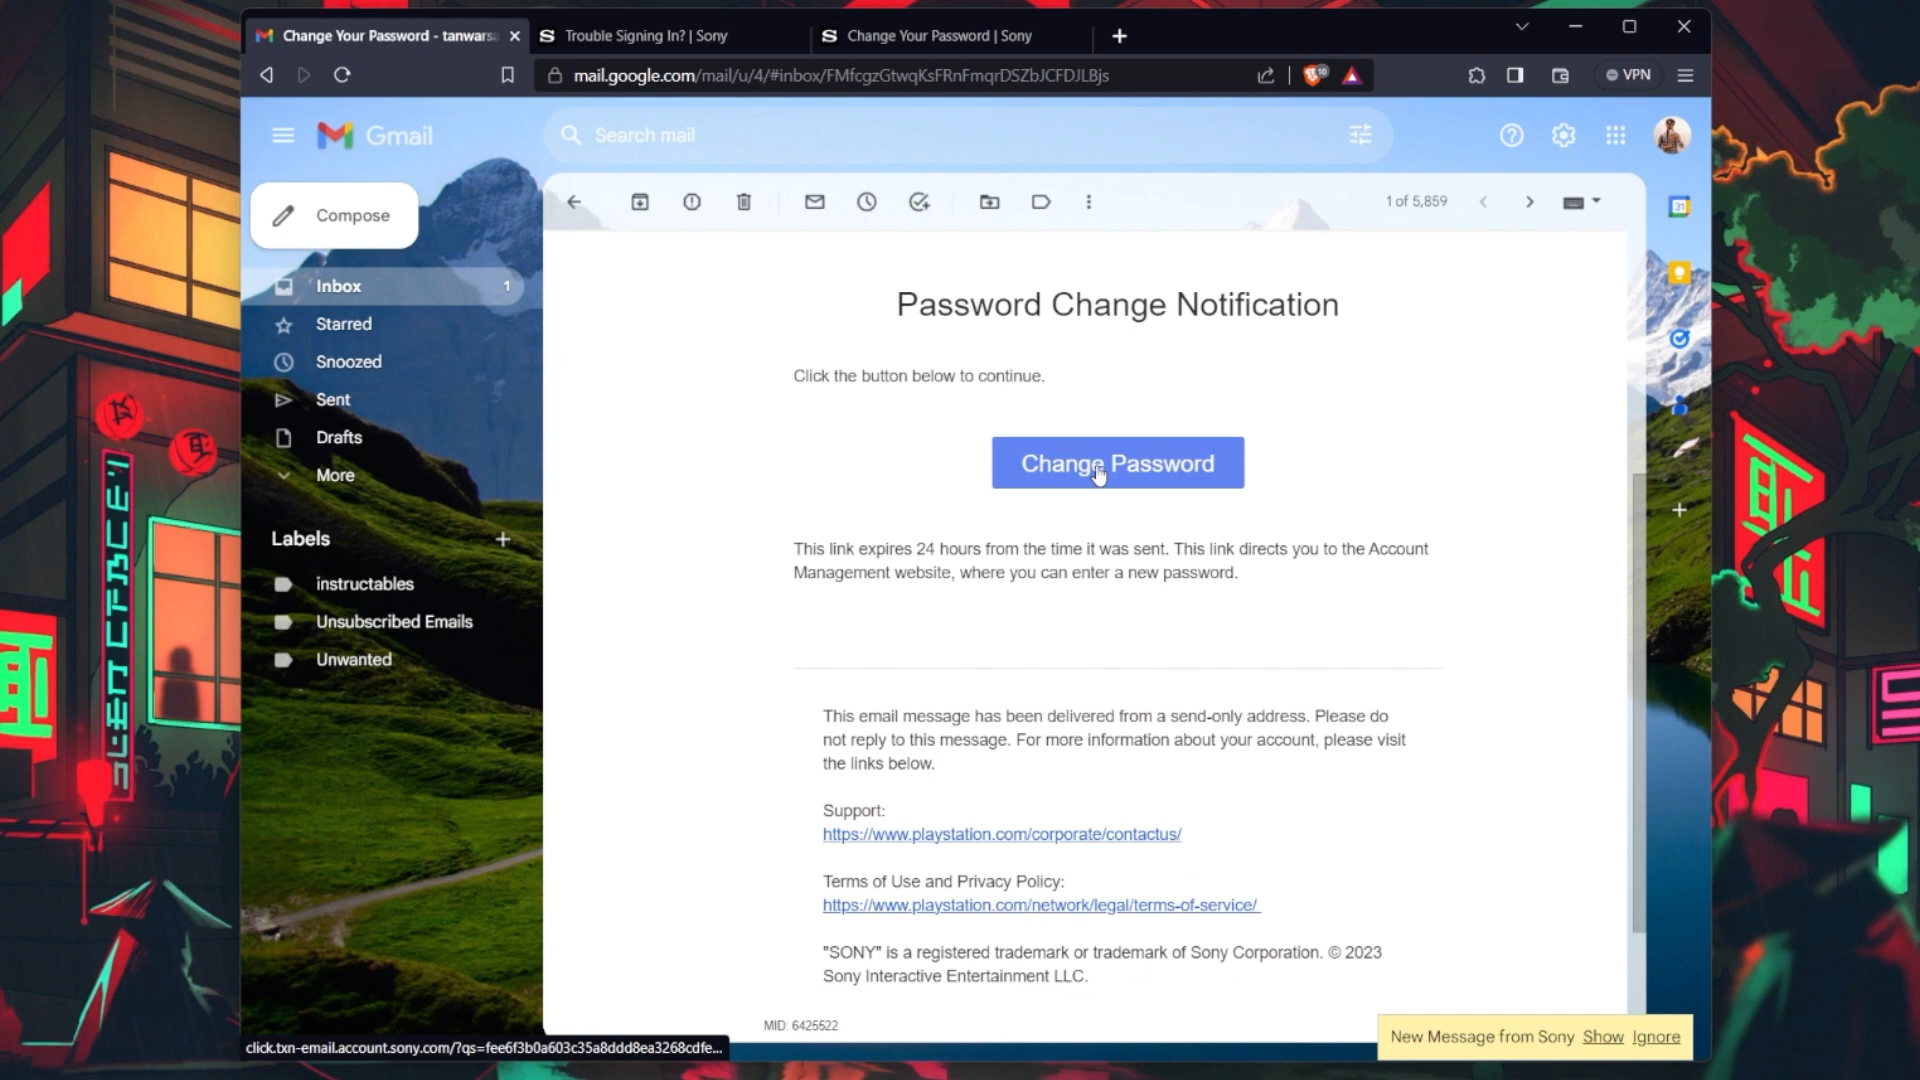 Change Your Password - tanwars
Trouble Signing In? | Sony
Change Your Password | Sony
mail.google.com/mail/u/4/#inbox/FMfcgzGtwqKsFRnFmqrDSZbJCFDJLBjs
10
VPN
Gmail
Search mail
Compose
1 of 5,859
31
Inbox 1
Starred
Snoozed
Sent
Drafts
More
Labels
instructables
Unsubscribed Emails
Unwanted
Password Change Notification
Click the button below to continue.
Change Password
This link expires 24 hours from the time it was sent. This link directs you to the Account
Management website, where you can enter a new password.
This email message has been delivered from a send-only address. Please do
not reply to this message. For more information about your account, please visit
the links below.
Support:
https://www.playstation.com/corporate/contactus/
Terms of Use and Privacy Policy:
https://www.playstation.com/network/legal/terms-of-service/
"SONY" is a registered trademark or trademark of Sony Corporation. © 2023
Sony Interactive Entertainment LLC.
MID: 6425522
New Message from Sony Show Ignore
click.txn-email.account.sony.com/?qs=fee6f3b0a603c35a8ddd8ea3268cdfe...